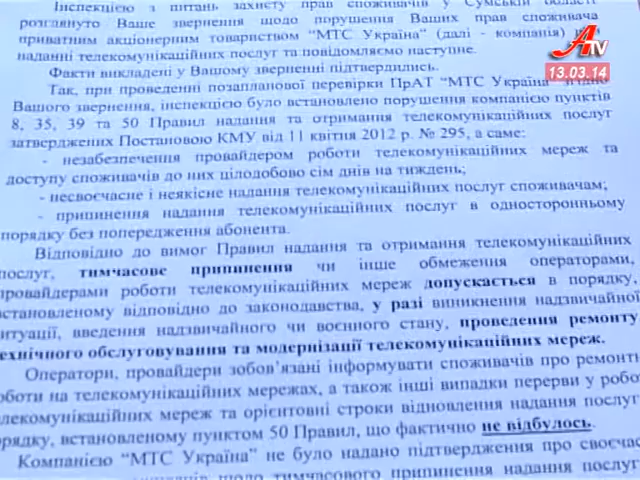 Інспекцією з питань захисту прав споживачів у Сумській області
розглянуто Ваше звернення щодо порушення Ваших прав споживача
приватним акціонерним товариством "МТС Україна" (далі - компанія)
наданні телекомунікаційних послуг та повідомляємо наступне.
Факти викладені у Вашому зверненні підтвердились.
Так, при проведенні позапланової перевірки ПрАТ "МТС Україна"
Вашого звернення, інспекцією було встановлено порушення компанією пунктів
8, 35, 39 та 50 Правил надання та отримання телекомунікаційних послуг
затверджених Постановою КМУ від 11 квітня 2012 р. № 295, а саме:
- незабезпечення провайдером роботи телекомунікаційних мереж та
доступу споживачів до них цілодобово сім днів на тиждень;
- несвоєчасне і неякісне надання телекомунікаційних послуг споживачам;
- припинення надання телекомунікаційних послуг в односторонньому
порядку без попередження абонента.
Відповідно до вимог Правил надання та отримання телекомунікаційних
послуг, тимчасове припинення чи інше обмеження операторами,
провайдерами роботи телекомунікаційних мереж допускається в порядку,
встановленому відповідно до законодавства, у разі виникнення надзвичайної
ситуації, введення надзвичайного чи воєнного стану, проведення ремонту
технічного обслуговування та модернізації телекомунікаційних мереж.
Оператори, провайдери зобов'язані інформувати споживачів про ремонтні
роботи на телекомунікаційних мережах, а також інші випадки перерви у роботі
телекомунікаційних мереж та орієнтовні строки відновлення надання послуг
порядку, встановленому пунктом 50 Правил, що фактично не відбулось.
Компанією "МТС Україна" не було надано підтвердження про своєчасне
щодо тимчасового припинення надання послуг
АTV
13.03.14